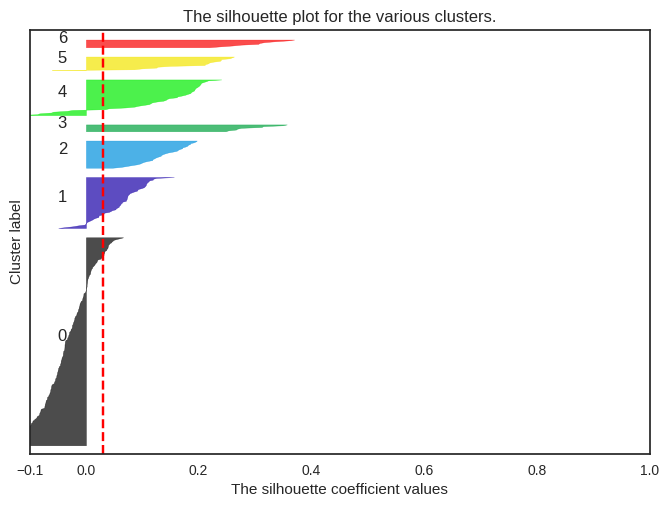 The silhouette plot for the various clusters.
6
5
4
3
2
1
0
Cluster label
−0.1 0.0 0.2 0.4 0.6 0.8 1.0
The silhouette coefficient values